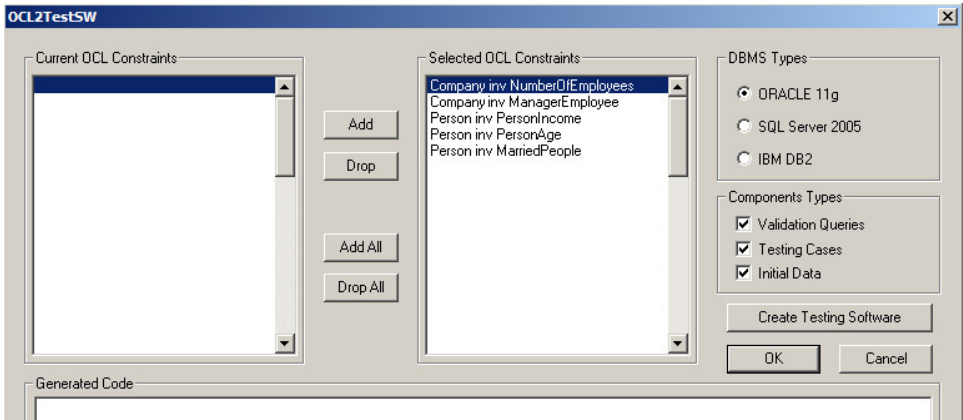 OCL2TestSW
Current OCL Constraints
Add
Drop
Add All
Drop All
Selected OCL Constraints
Company inv NumberOfEmployees
Company inv ManagerEmployee
Person inv PersonIncome
Person inv PersonAge
Person inv MarriedPeople
DBMS Types
ORACLE 11g
SQL Server 2005
IBM DB2
Components Types
Validation Queries
Testing Cases
Initial Data
Create Testing Software
OK
Cancel
Generated Code